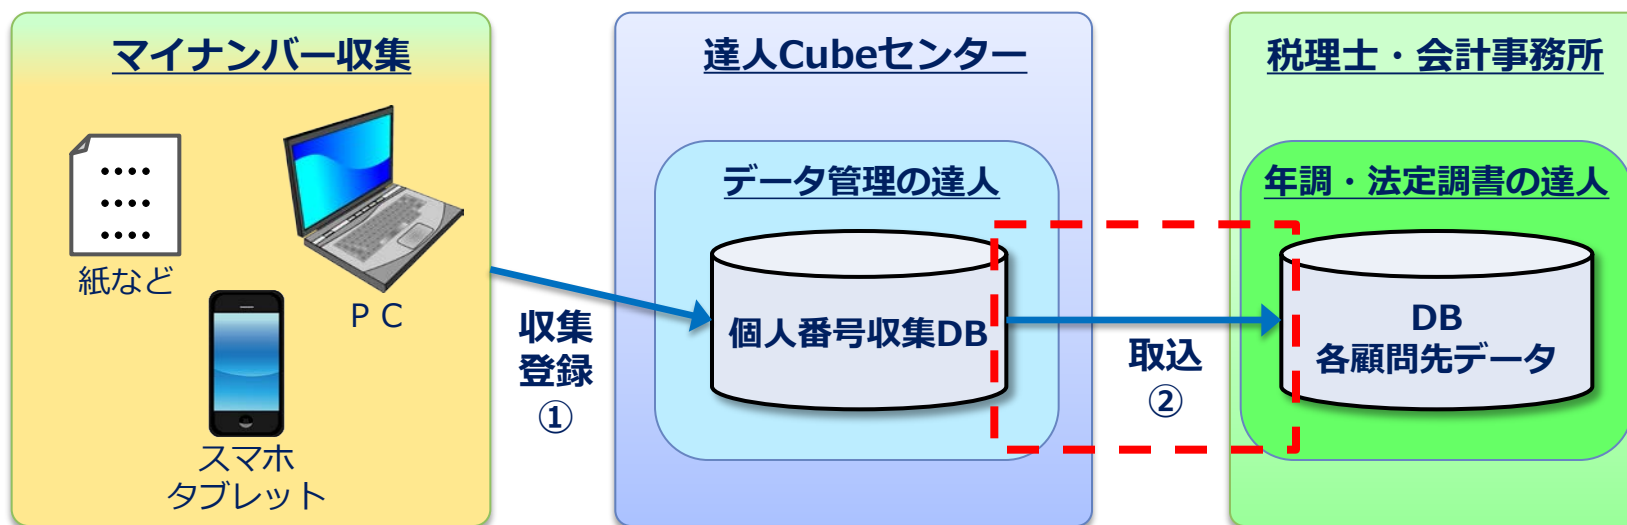 マイナンバー収集
紙など
ＰＣ
スマホ
タブレット
収集
登録
①
達人Cubeセンター
データ管理の達人
個人番号収集DB
取込
②
税理士・会計事務所
年調・法定調書の達人
DB
各顧問先データ